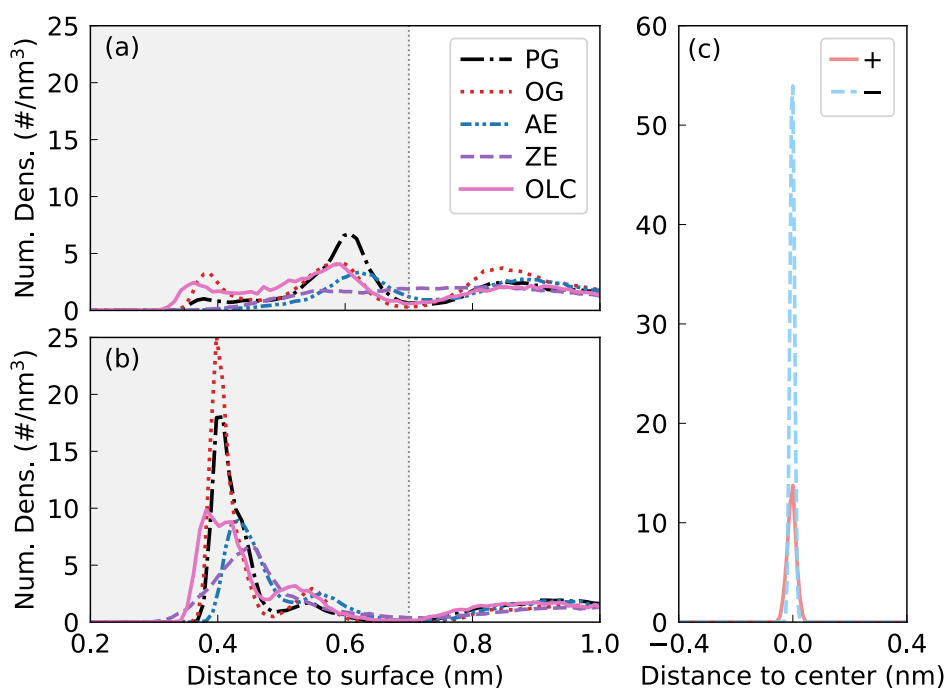 (a)
25
20
15
10
5
0
Num. Dens. (#/nm³)
PG
OG
AE
ZE
OLC
(b)
25
20
15
10
5
0
Num. Dens. (#/nm³)
0.2 0.4 0.6 0.8 1.0
Distance to surface (nm)
(c)
60
50
40
30
20
10
0
+
−
−0.4 0.0 0.4
Distance to center (nm)